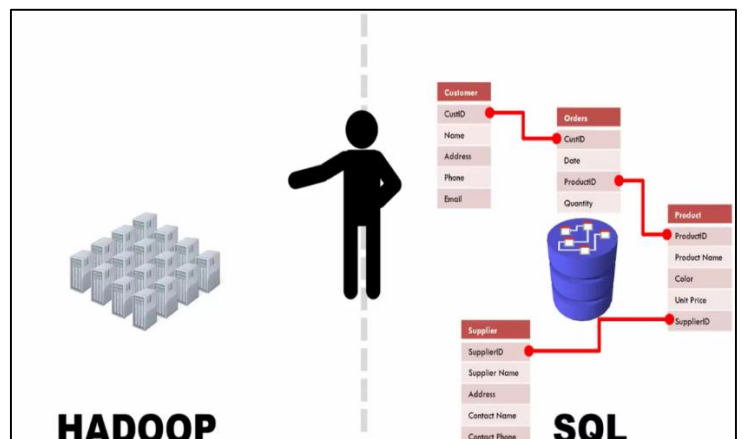 Customer
CustID
Name
Address
Phone
Email
Orders
CustID
Date
ProductID
Quantity
Product
ProductID
Product Name
Color
Unit Price
SupplierID
Supplier
SupplierID
Supplier Name
Address
Contact Name
Contact Phone
HADOOP
SQL